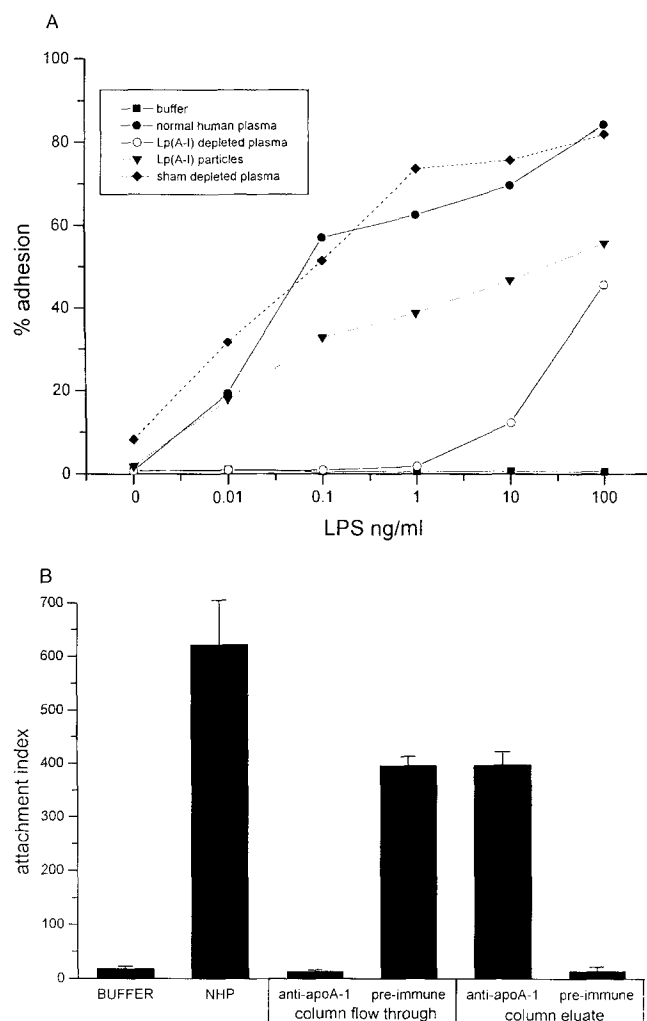 A
100
80
60
40
20
0
% adhesion
buffer
normal human plasma
Lp(A-I) depleted plasma
Lp(A-I) particles
sham depleted plasma
0 0.01 0.1 1 10 100
LPS ng/ml
B
700
600
500
400
300
200
100
0
attachment index
BUFFER NHP anti-apoA-1 pre-immune anti-apoA-1 pre-immune
column flow through column eluate